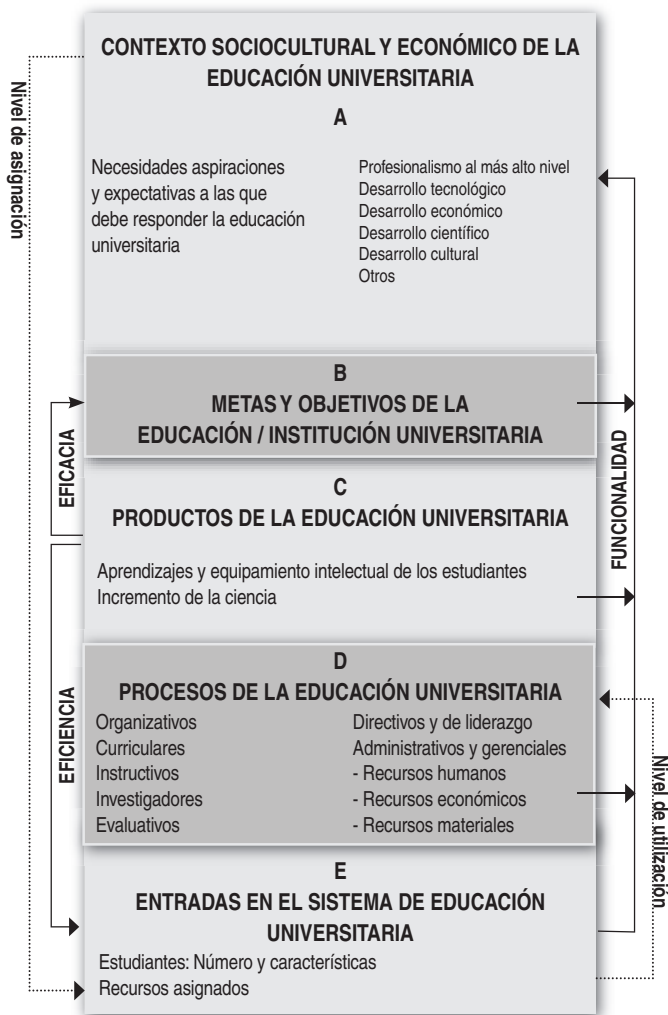 CONTEXTO SOCIOCULTURAL Y ECONÓMICO DE LA
EDUCACIÓN UNIVERSITARIA
A
Necesidades aspiraciones
y expectativas a las que
debe responder la educación
universitaria
Profesionalismo al más alto nivel
Desarrollo tecnológico
Desarrollo económico
Desarrollo científico
Desarrollo cultural
Otros
B
METAS Y OBJETIVOS DE LA
EDUCACIÓN / INSTITUCIÓN UNIVERSITARIA
C
PRODUCTOS DE LA EDUCACIÓN UNIVERSITARIA
Aprendizajes y equipamiento intelectual de los estudiantes
Incremento de la ciencia
D
PROCESOS DE LA EDUCACIÓN UNIVERSITARIA
Organizativos
Curriculares
Instructivos
Investigadores
Evaluativos
Directivos y de liderazgo
Administrativos y gerenciales
- Recursos humanos
- Recursos económicos
- Recursos materiales
E
ENTRADAS EN EL SISTEMA DE EDUCACIÓN
UNIVERSITARIA
Estudiantes: Número y características
Recursos asignados
Nivel de asignación
EFICACIA
EFICIENCIA
FUNCIONALIDAD
Nivel de utilización